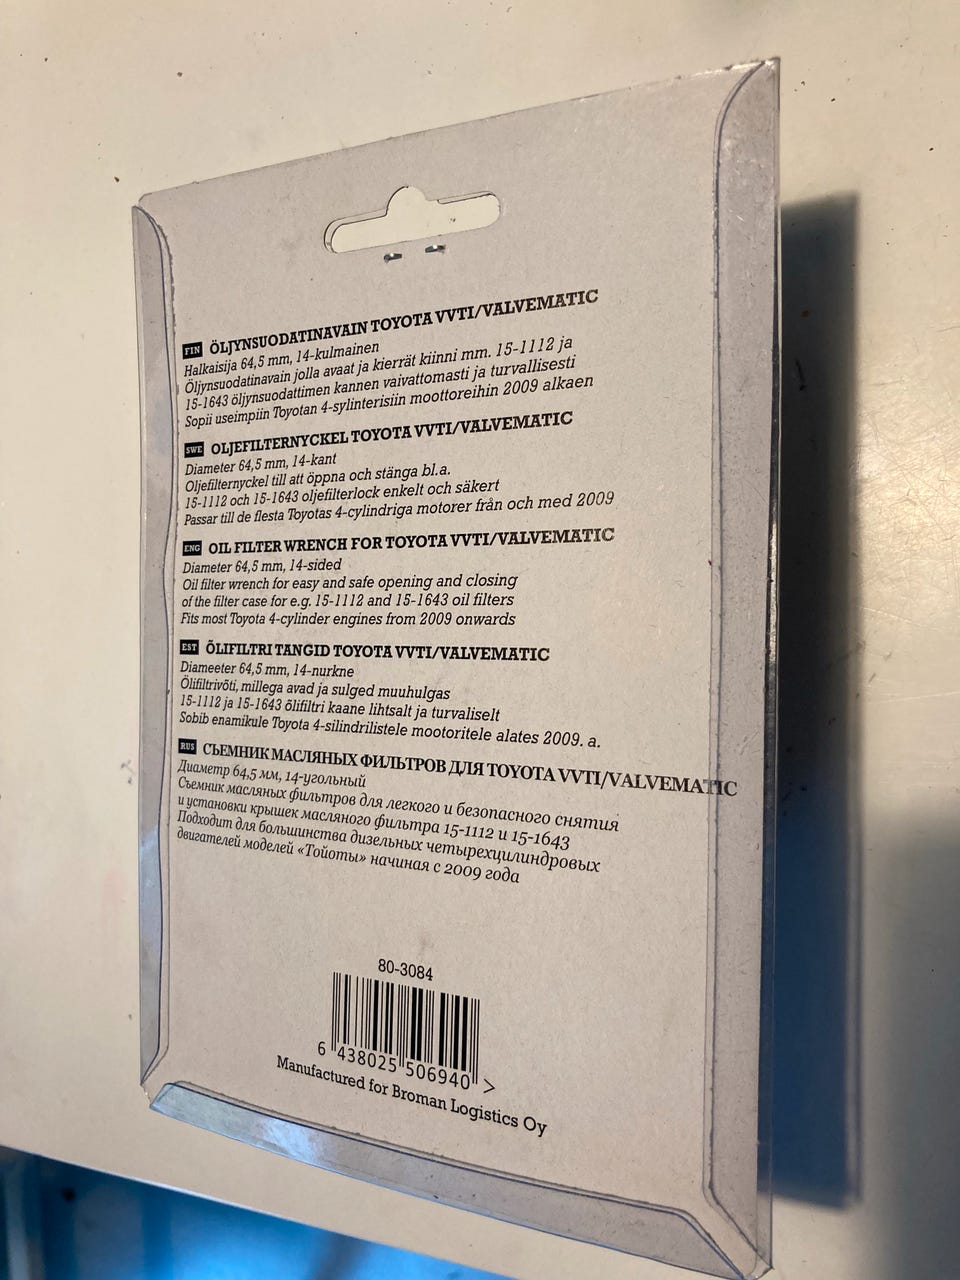 FIN ÖLJYNSUODATINAVAIN TOYOTA VVTI/VALVEMATIC
Halkaisija 64,5 mm, 14-kulmainen
Öljynsuodatinavain jolla avaat ja kierrät kiinni mm. 15-1112 ja
15-1643 öljynsuodattimen kannen vaivattomasti ja turvallisesti
Sopii useimpiin Toyotan 4-sylinterisiin moottoreihin 2009 alkaen
SWE OLJEFILTERNYCKEL TOYOTA VVTI/VALVEMATIC
Diameter 64,5 mm, 14-kant
Oljefilternyckel till att öppna och stänga bl.a.
15-1112 och 15-1643 oljefilterlock enkelt och säkert
Passar till de flesta Toyotas 4-cylindriga motorer från och med 2009
ENG OIL FILTER WRENCH FOR TOYOTA VVTI/VALVEMATIC
Diameter 64,5 mm, 14-sided
Oil filter wrench for easy and safe opening and closing
of the filter case for e.g. 15-1112 and 15-1643 oil filters
Fits most Toyota 4-cylinder engines from 2009 onwards
EST ÕLIFILTRI TANGID TOYOTA VVTI/VALVEMATIC
Diameeter 64,5 mm, 14-nurkne
Õlifiltrivõti, millega avad ja sulged muuhulgas
15-1112 ja 15-1643 õlifiltri kaane lihtsalt ja turvaliselt
Sobib enamikule Toyota 4-silindrilistele mootoritele alates 2009. a.
RUS СЪЕМНИК МАСЛЯНЫХ ФИЛЬТРОВ ДЛЯ TOYOTA VVTI/VALVEMATIC
Диаметр 64,5 мм, 14-угольный
Съемник масляных фильтров для легкого и безопасного снятия
и установки крышек масляного фильтра 15-1112 и 15-1643
Подходит для большинства дизельных четырехцилиндровых
двигателей моделей «Тойоты» начиная с 2009 года
80-3084
6 438025 506940 >
Manufactured for Broman Logistics Oy